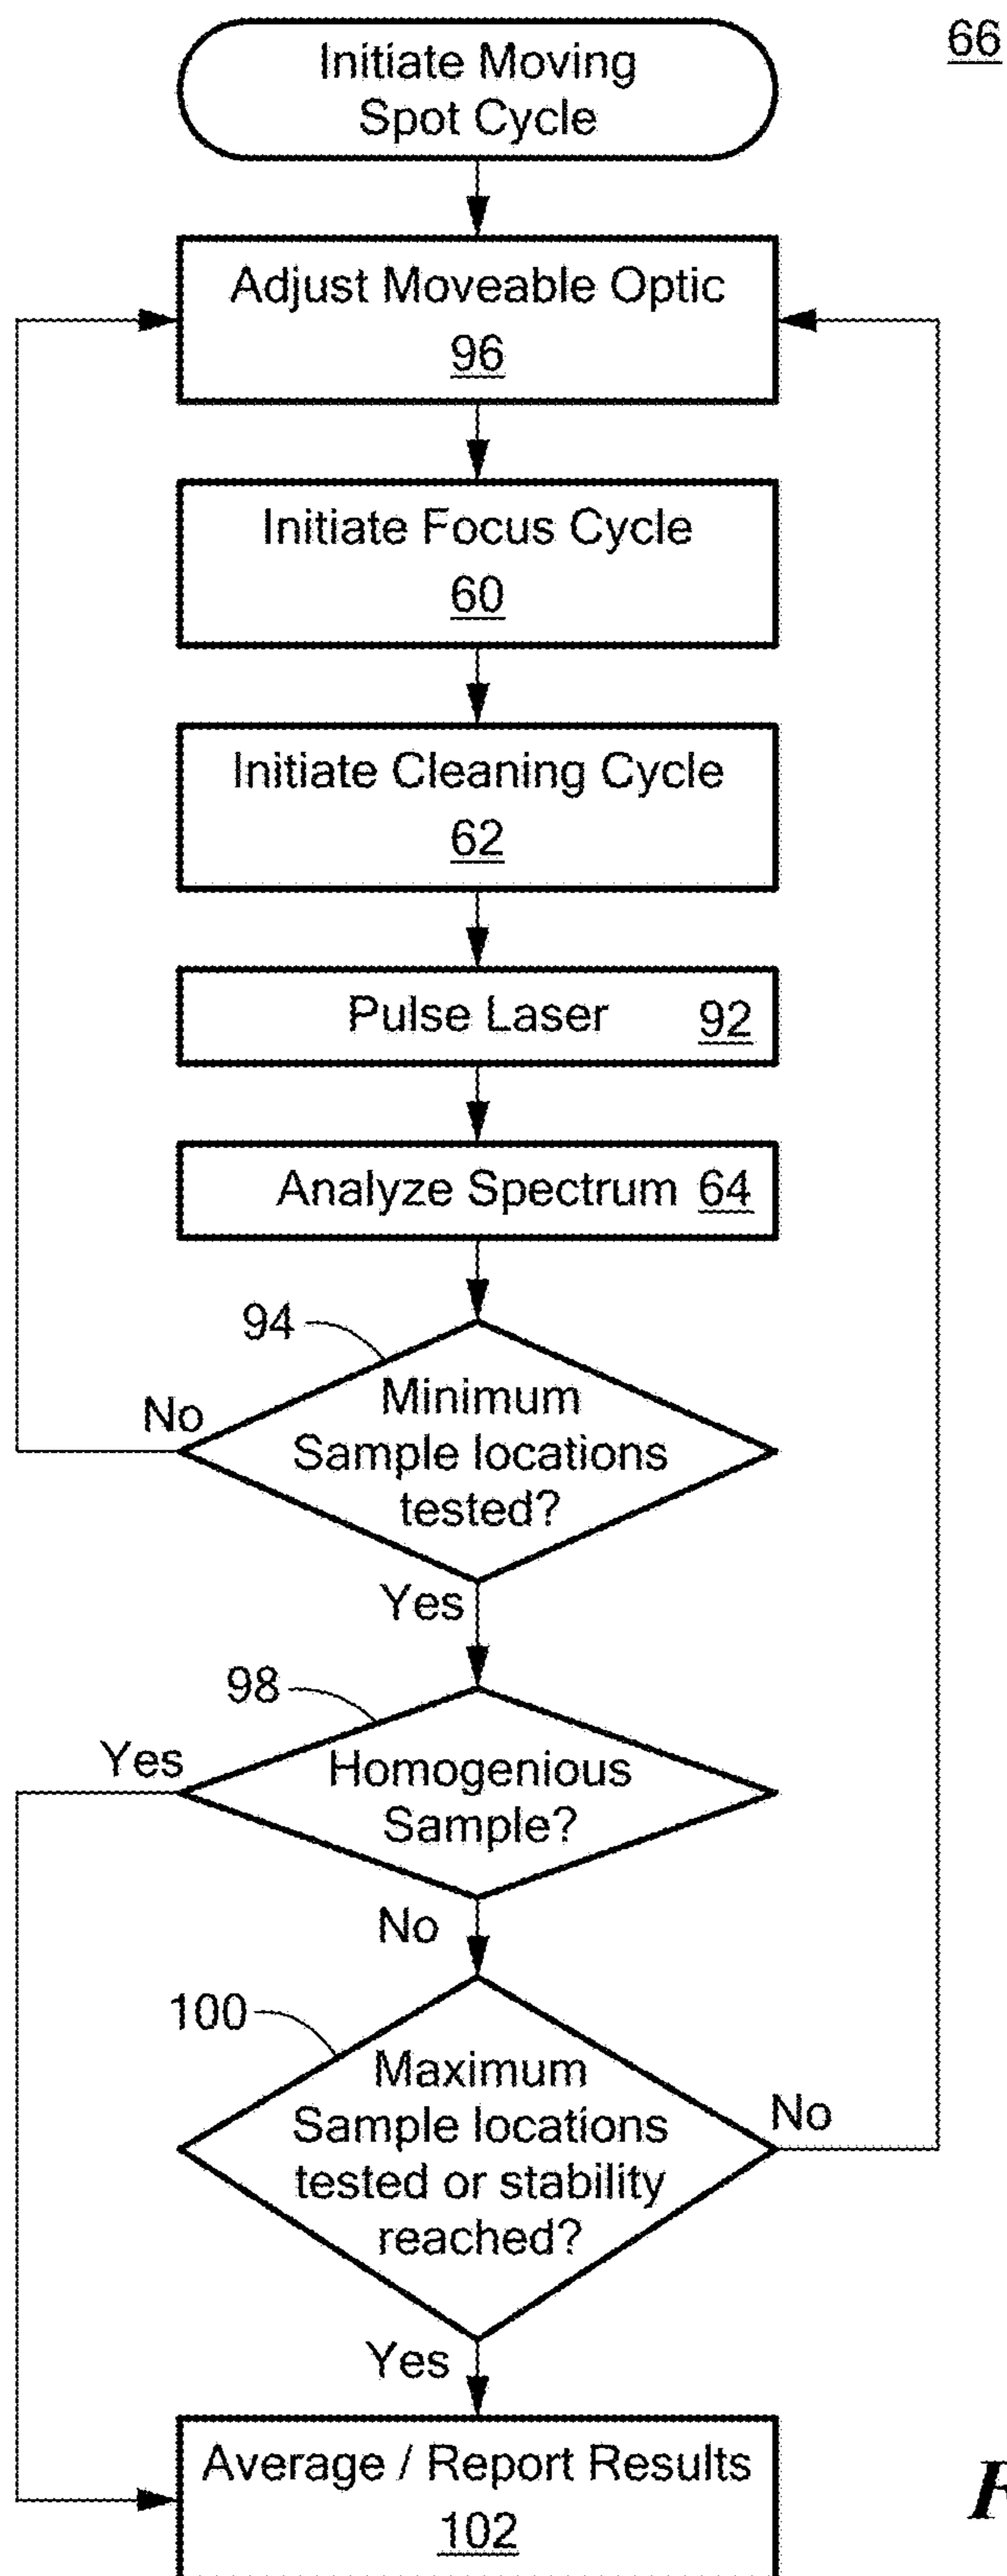 66
Initiate Moving
Spot Cycle
Adjust Moveable Optic
96
Initiate Focus Cycle
60
Initiate Cleaning Cycle
62
Pulse Laser 92
Analyze Spectrum 64
94
Minimum
Sample locations
tested?
No
Yes
98
Homogenious
Sample?
Yes
No
100
Maximum
Sample locations
tested or stability
reached?
No
Yes
Average / Report Results
102